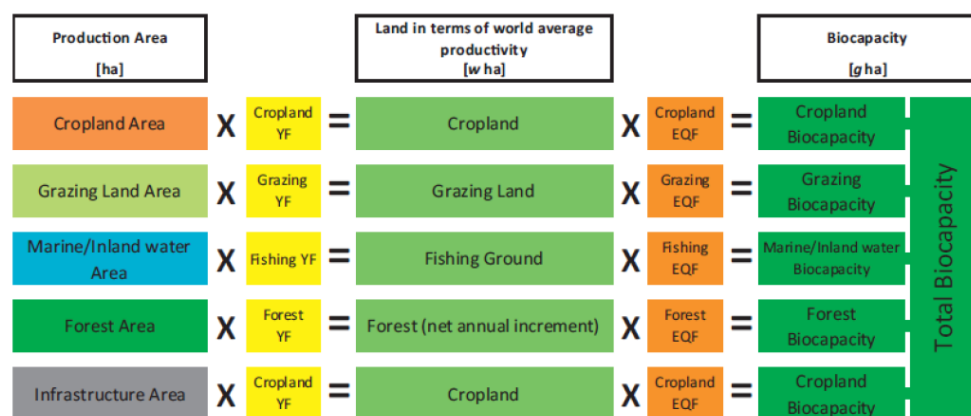 Production Area
[ha]
Land in terms of world average
productivity
[w ha]
Biocapacity
[g ha]
Cropland Area
X
Cropland
YF
=
Cropland
X
Cropland
EQF
=
Cropland
Biocapacity
Grazing Land Area
X
Grazing
YF
=
Grazing Land
X
Grazing
EQF
=
Grazing
Biocapacity
Marine/Inland water
Area
X
Fishing YF
=
Fishing Ground
X
Fishing
EQF
=
Marine/Inland water
Biocapacity
Forest Area
X
Forest
YF
=
Forest (net annual increment)
X
Forest
EQF
=
Forest
Biocapacity
Infrastructure Area
X
Cropland
YF
=
Cropland
X
Cropland
EQF
=
Cropland
Biocapacity
Total Biocapacity